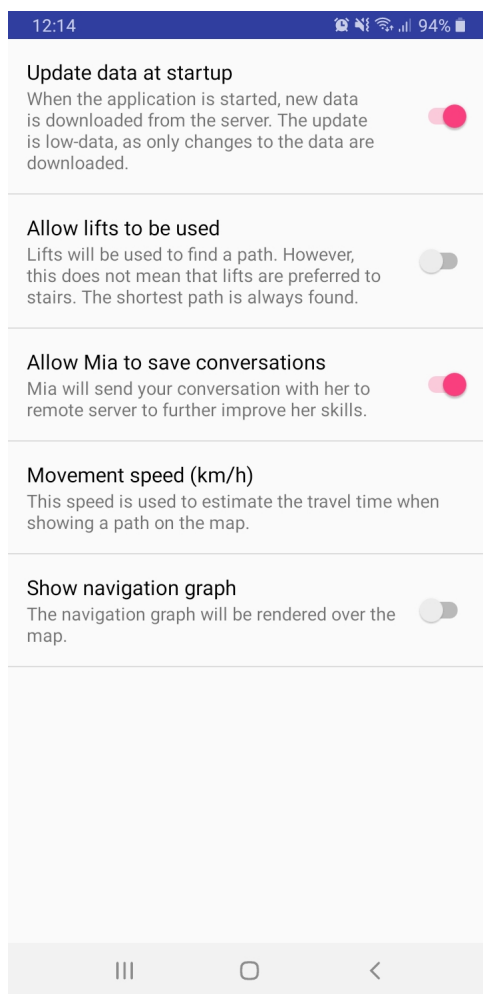 12:14 94%
Update data at startup
When the application is started, new data
is downloaded from the server. The update
is low-data, as only changes to the data are
downloaded.
Allow lifts to be used
Lifts will be used to find a path. However,
this does not mean that lifts are preferred to
stairs. The shortest path is always found.
Allow Mia to save conversations
Mia will send your conversation with her to
remote server to further improve her skills.
Movement speed (km/h)
This speed is used to estimate the travel time when
showing a path on the map.
Show navigation graph
The navigation graph will be rendered over the
map.